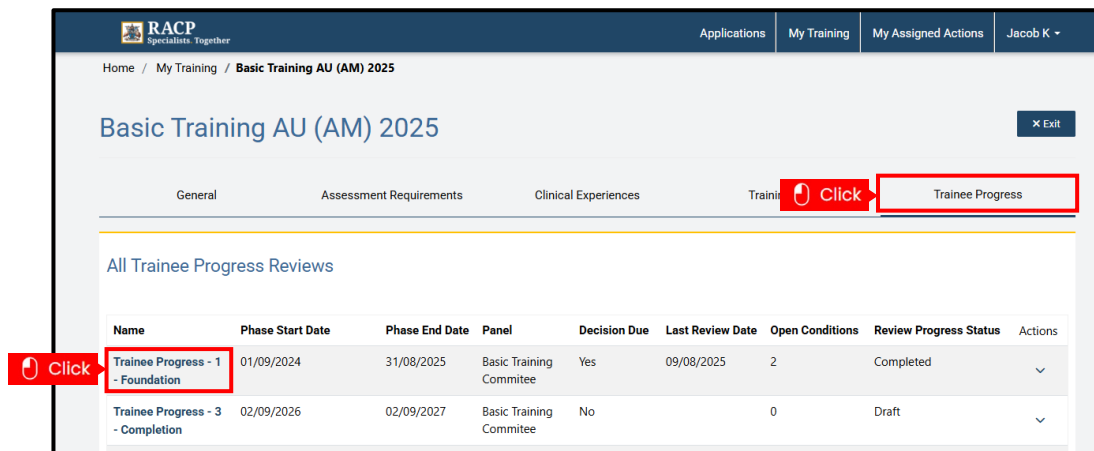 RACP
Specialists. Together
Applications My Training My Assigned Actions Jacob K
Home / My Training / Basic Training AU (AM) 2025
Basic Training AU (AM) 2025
× Exit
General Assessment Requirements Clinical Experiences Traini Click Trainee Progress
All Trainee Progress Reviews
Name Phase Start Date Phase End Date Panel Decision Due Last Review Date Open Conditions Review Progress Status Actions
Click Trainee Progress - 1 01/09/2024 31/08/2025 Basic Training Yes 09/08/2025 2 Completed
- Foundation Commitee
Trainee Progress - 3 02/09/2026 02/09/2027 Basic Training No 0 Draft
- Completion Commitee